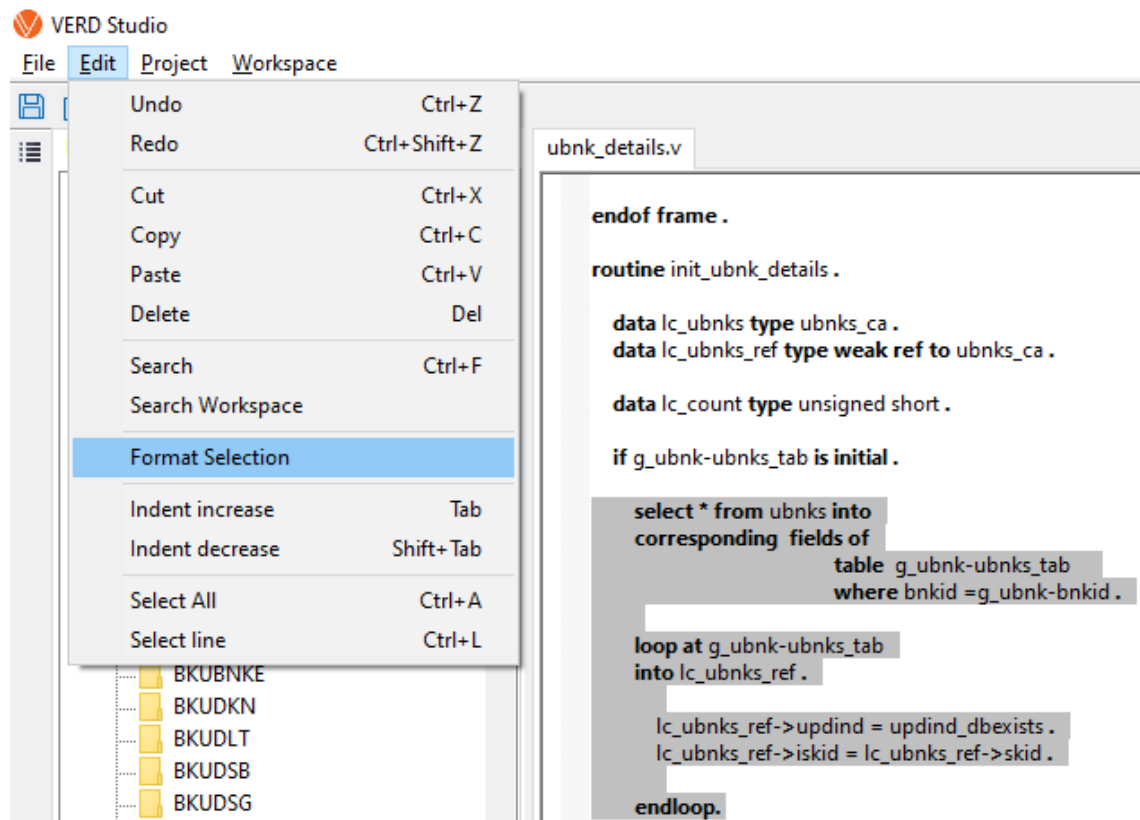 VERD Studio
File Edit Project Workspace
Undo Ctrl+Z
Redo Ctrl+Shift+Z
Cut Ctrl+X
Copy Ctrl+C
Paste Ctrl+V
Delete Del
Search Ctrl+F
Search Workspace
Format Selection
Indent increase Tab
Indent decrease Shift+Tab
Select All Ctrl+A
Select line Ctrl+L
BKUBNKE
BKUDKN
BKUDLT
BKUDSB
BKUDSG
ubnk_details.v
endof frame .
routine init_ubnk_details .
data lc_ubnks type ubnks_ca .
data lc_ubnks_ref type weak ref to ubnks_ca .
data lc_count type unsigned short .
if g_ubnk-ubnks_tab is initial .
select * from ubnks into
corresponding  fields of
table  g_ubnk-ubnks_tab
where bnkid =g_ubnk-bnkid .
loop at g_ubnk-ubnks_tab
into lc_ubnks_ref .
lc_ubnks_ref->updind = updind_dbexists .
lc_ubnks_ref->iskid = lc_ubnks_ref->skid .
endloop.